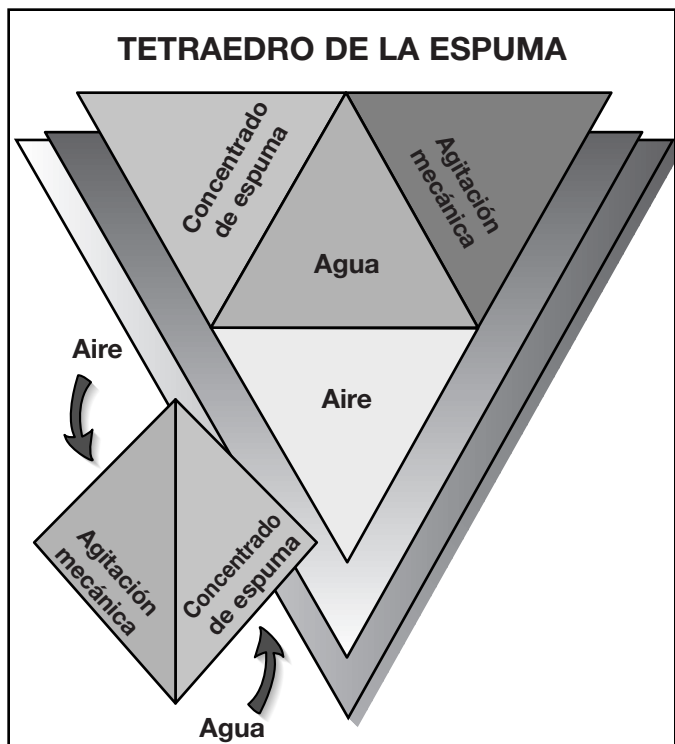 TETRAEDRO DE LA ESPUMA
Concentrado
de espuma
Agitación
mecánica
Agua
Aire
Aire
Agitación
mecánica
Concentrado
de espuma
Agua